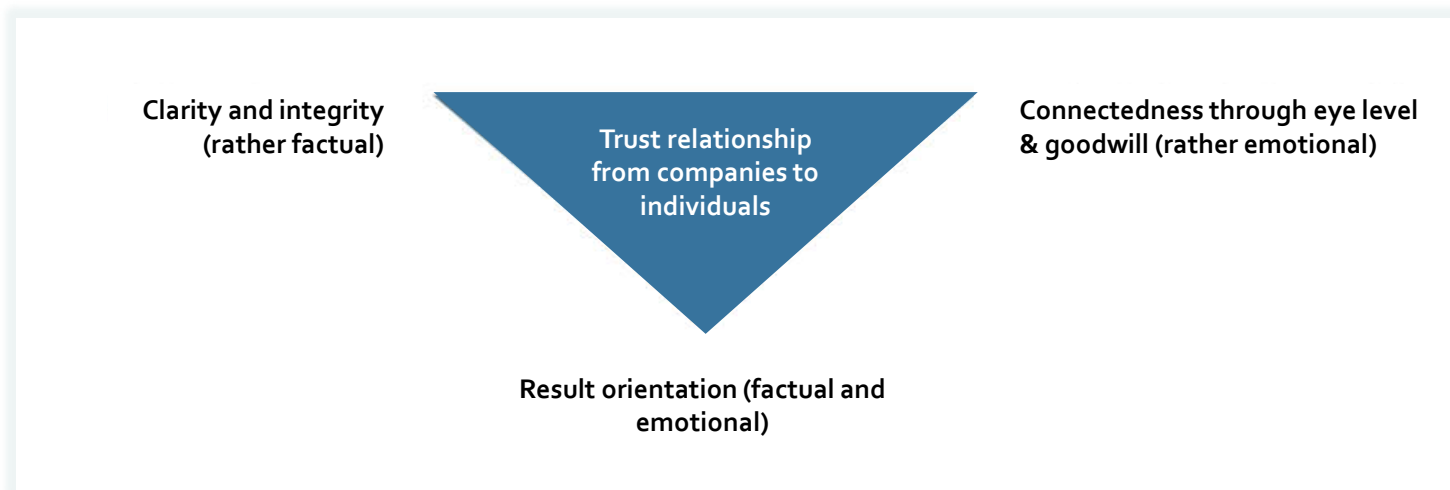 Clarity and integrity
(rather factual)
Trust relationship
from companies to
individuals
Connectedness through eye level
& goodwill (rather emotional)
Result orientation (factual and
emotional)